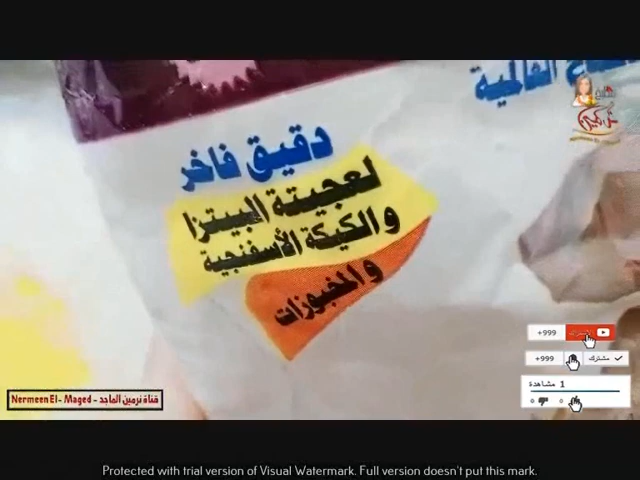 العالمية
دقيق فاخر
لعجيتة البيتزا
والكيكة الأسفنجية
والمخبوزات
+999
+999 مشترك
1 مشاهدة
0 0
Nermeen El- Maged - قناة نرمين الماجد
Protected with trial version of Visual Watermark. Full version doesn't put this mark.